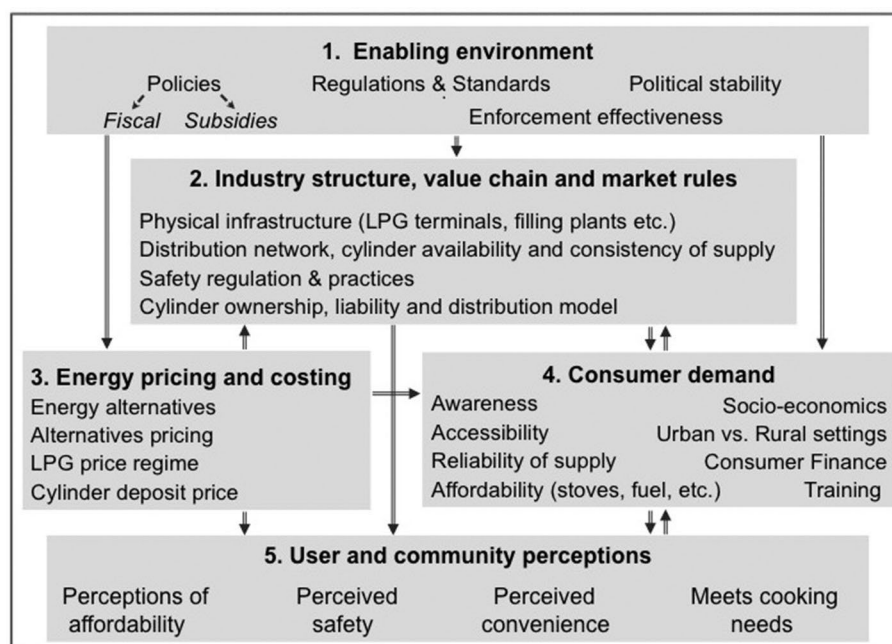 1. Enabling environment
Policies Regulations & Standards Political stability
Fiscal Subsidies Enforcement effectiveness
2. Industry structure, value chain and market rules
Physical infrastructure (LPG terminals, filling plants etc.)
Distribution network, cylinder availability and consistency of supply
Safety regulation & practices
Cylinder ownership, liability and distribution model
3. Energy pricing and costing
Energy alternatives
Alternatives pricing
LPG price regime
Cylinder deposit price
4. Consumer demand
Awareness Socio-economics
Accessibility Urban vs. Rural settings
Reliability of supply Consumer Finance
Affordability (stoves, fuel, etc.) Training
5. User and community perceptions
Perceptions of Perceived Perceived Meets cooking
affordability safety convenience needs